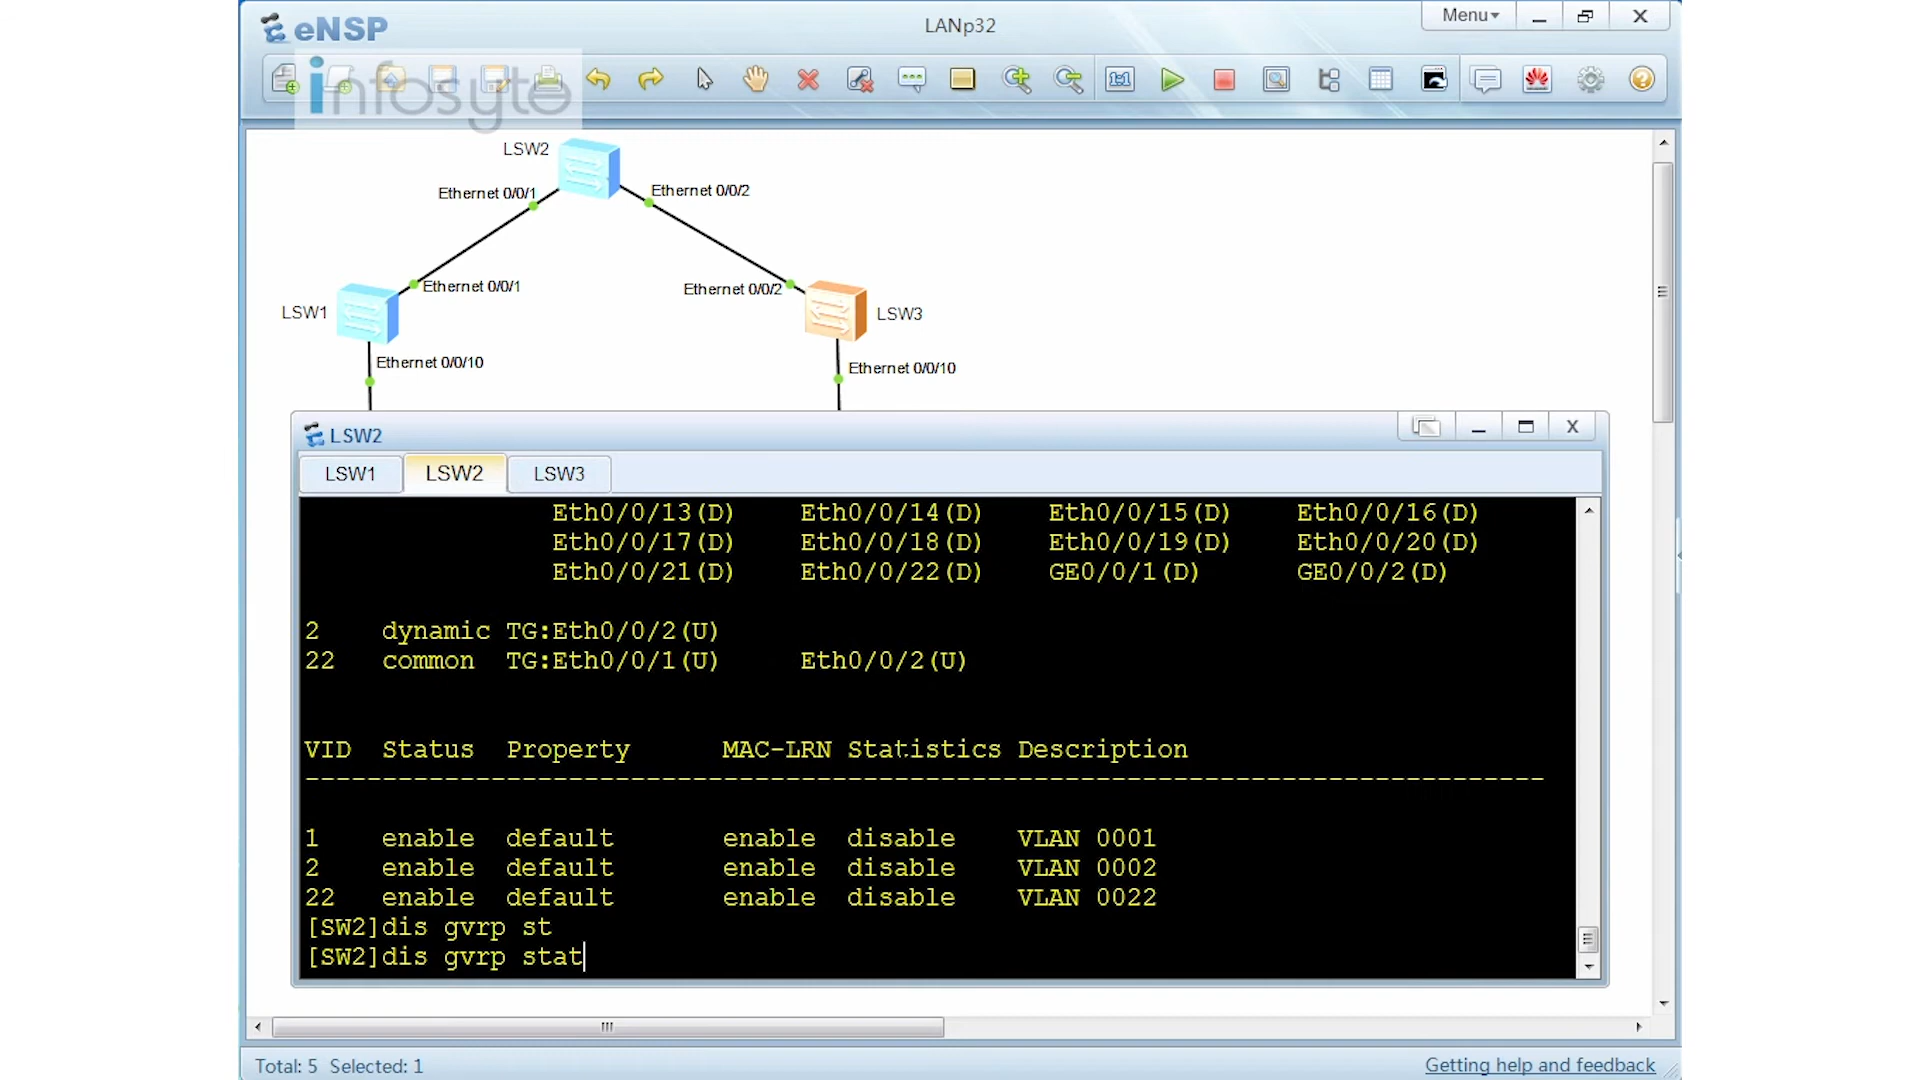 eNSP
LANp32
Menu
infosyte
1:1
LSW2
Ethernet 0/0/1
Ethernet 0/0/2
Ethernet 0/0/1
Ethernet 0/0/2
LSW1
LSW3
Ethernet 0/0/10
Ethernet 0/0/10
LSW2
LSW1 LSW2 LSW3
Eth0/0/13(D) Eth0/0/14(D) Eth0/0/15(D) Eth0/0/16(D)
Eth0/0/17(D) Eth0/0/18(D) Eth0/0/19(D) Eth0/0/20(D)
Eth0/0/21(D) Eth0/0/22(D) GE0/0/1(D) GE0/0/2(D)
2 dynamic TG:Eth0/0/2(U)
22 common TG:Eth0/0/1(U) Eth0/0/2(U)
VID Status Property MAC-LRN Statistics Description
--------------------------------------------------------------------------------
1 enable default enable disable VLAN 0001
2 enable default enable disable VLAN 0002
22 enable default enable disable VLAN 0022
[SW2]dis gvrp st
[SW2]dis gvrp stat
Total: 5 Selected: 1
Getting help and feedback